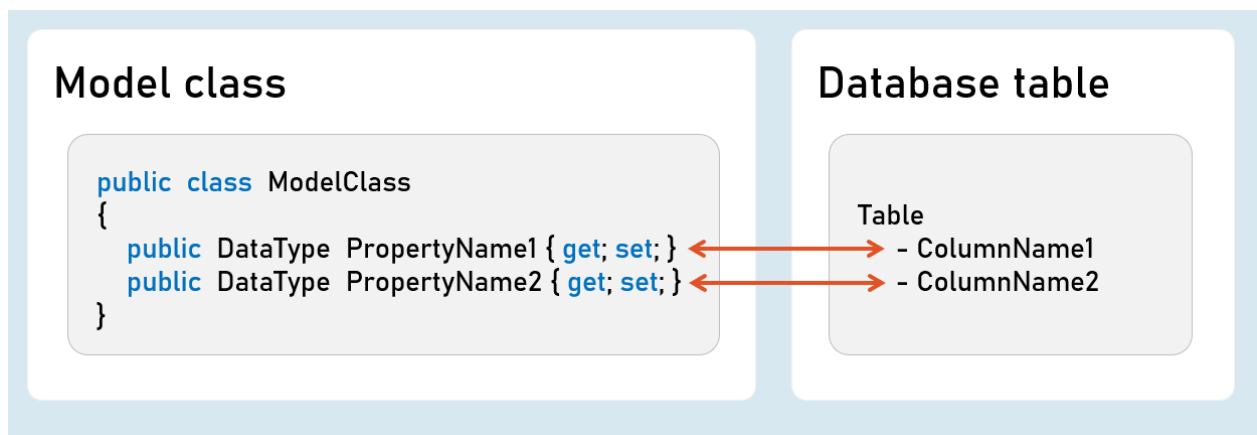 Model class
public class ModelClass
{
public DataType PropertyName1 { get; set; }
public DataType PropertyName2 { get; set; }
}
Database table
Table
- ColumnName1
- ColumnName2